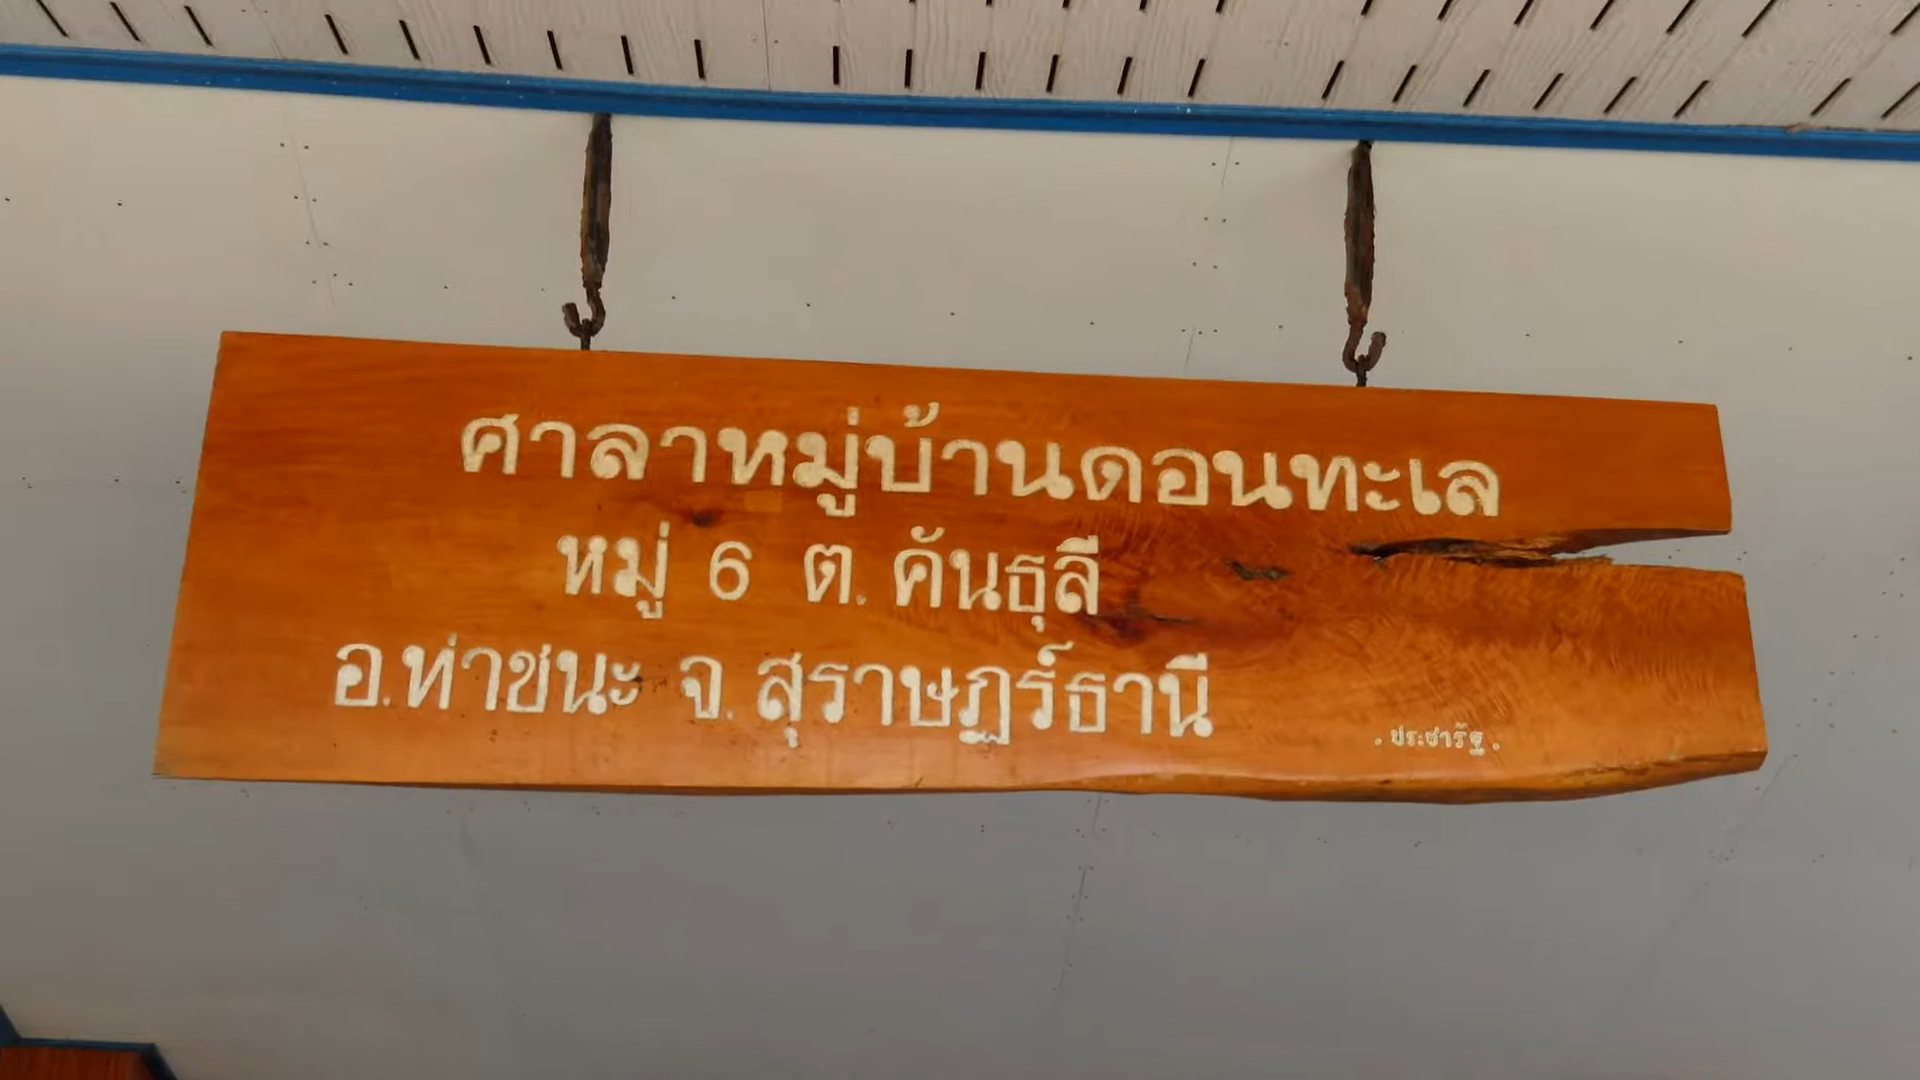 ศาลาหมู่บ้านดอนทะเล
หมู่ 6 ต. คันธุลี
อ.ท่าชนะ จ. สุราษฎร์ธานี
. ประชารัฐ .